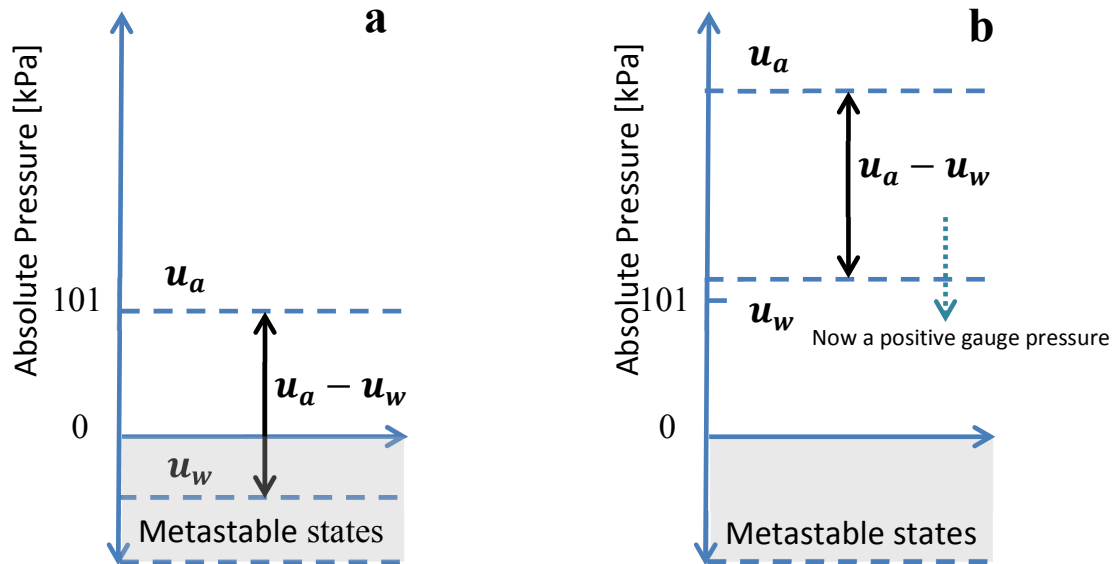 a
Absolute Pressure [kPa]
u_a
101
u_a − u_w
0
u_w
Metastable states
b
Absolute Pressure [kPa]
u_a
u_a − u_w
101
u_w
Now a positive gauge pressure
0
Metastable states